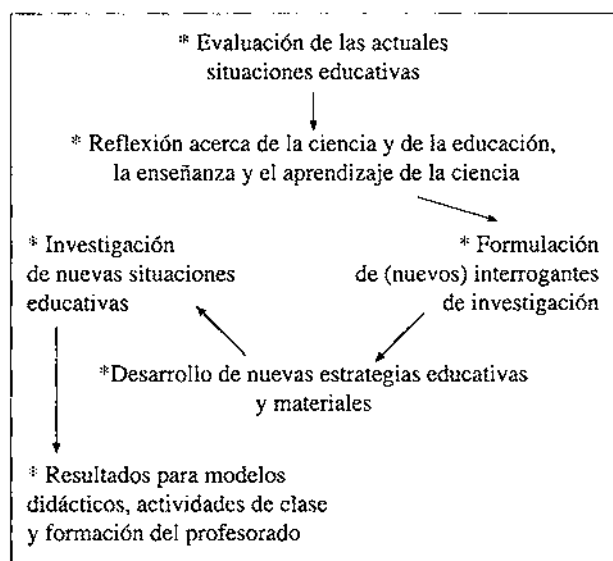 * Evaluación de las actuales
situaciones educativas
* Reflexión acerca de la ciencia y de la educación,
la enseñanza y el aprendizaje de la ciencia
* Investigación
de nuevas situaciones
educativas
* Formulación
de (nuevos) interrogantes
de investigación
*Desarrollo de nuevas estrategias educativas
y materiales
* Resultados para modelos
didácticos, actividades de clase
y formación del profesorado